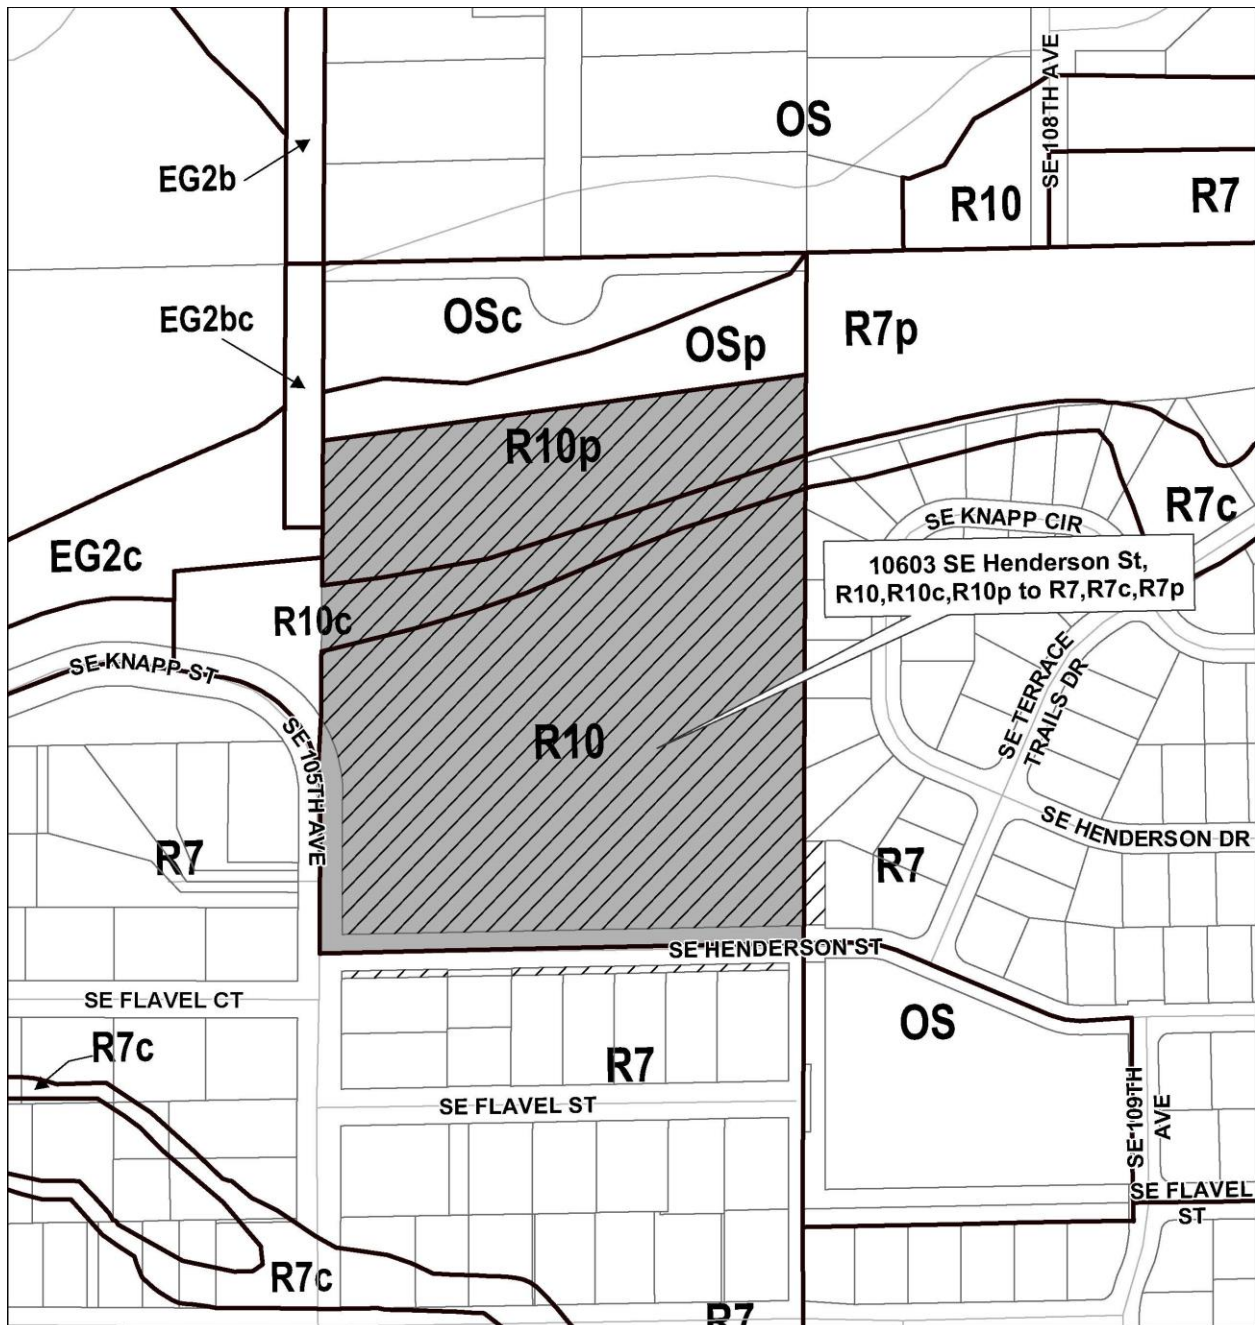 SE 108TH AVE
OS
EG2b
R10
R7
EG2bc
OSc
OSp
R7p
R10p
R7c
SE KNAPP CIR
EG2c
10603 SE Henderson St,
R10,R10c,R10p to R7,R7c,R7p
R10c
SE KNAPP ST
SE TERRACE
TRAILS DR
SE 105TH AVE
R10
SE HENDERSON DR
R7
R7
SE HENDERSON ST
SE FLAVEL CT
OS
R7c
R7
SE FLAVEL ST
SE 109TH
AVE
SE FLAVEL
ST
R7c
R7